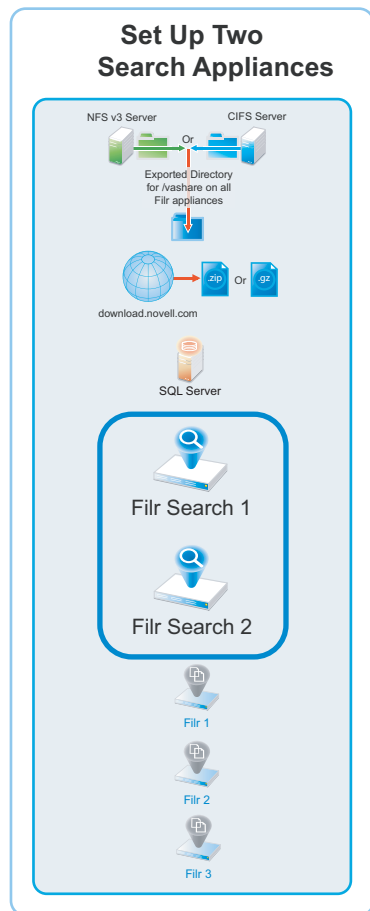 Set Up Two
Search Appliances
NFS v3 Server
CIFS Server
Or
Exported Directory
for /vashare on all
Filr appliances
.zip
Or
.gz
download.novell.com
SQL Server
Filr Search 1
Filr Search 2
Filr 1
Filr 2
Filr 3